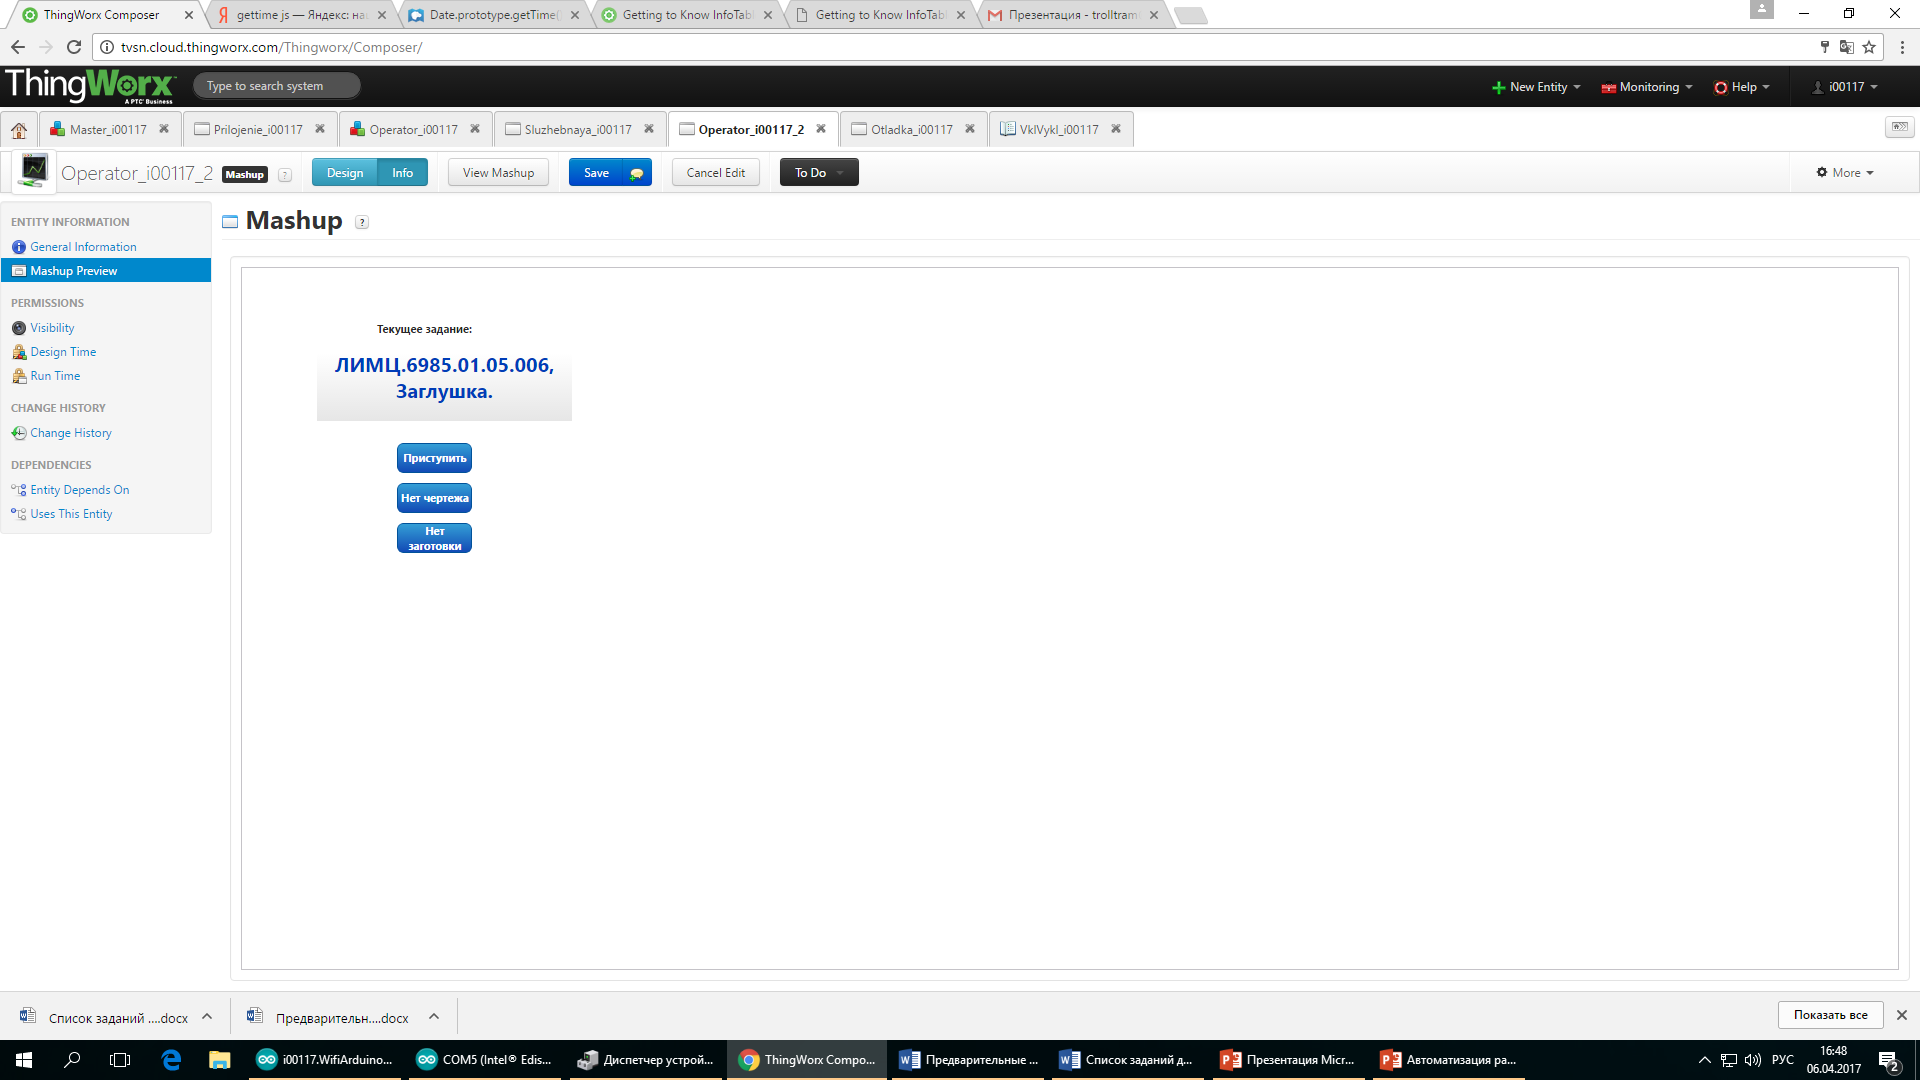 ThingWorx Composer
gettime js — Яндекс: на
Date.prototype.getTime(
Getting to Know InfoTab
Getting to Know InfoTab
Презентация - trolltram
tvsn.cloud.thingworx.com/Thingworx/Composer/
ThingWorx
A PTC Business
Type to search system
New Entity
Monitoring
Help
i00117
Master_i00117
Prilojenie_i00117
Operator_i00117
Sluzhebnaya_i00117
Operator_i00117_2
Otladka_i00117
VklVykl_i00117
Operator_i00117_2
Mashup
?
Design
Info
View Mashup
Save
Cancel Edit
To Do
More
ENTITY INFORMATION
General Information
Mashup Preview
PERMISSIONS
Visibility
Design Time
Run Time
CHANGE HISTORY
Change History
DEPENDENCIES
Entity Depends On
Uses This Entity
Mashup
?
Текущее задание:
ЛИМЦ.6985.01.05.006,
Заглушка.
Приступить
Нет чертежа
Нет
заготовки
Список заданий ....docx
Предварительн....docx
Показать все
i00117.WifiArduino...
COM5 (Intel® Edis...
Диспетчер устрой...
ThingWorx Compo...
Предварительные ...
Список заданий д...
Презентация Micr...
Автоматизация ра...
РУС
16:48
06.04.2017
2